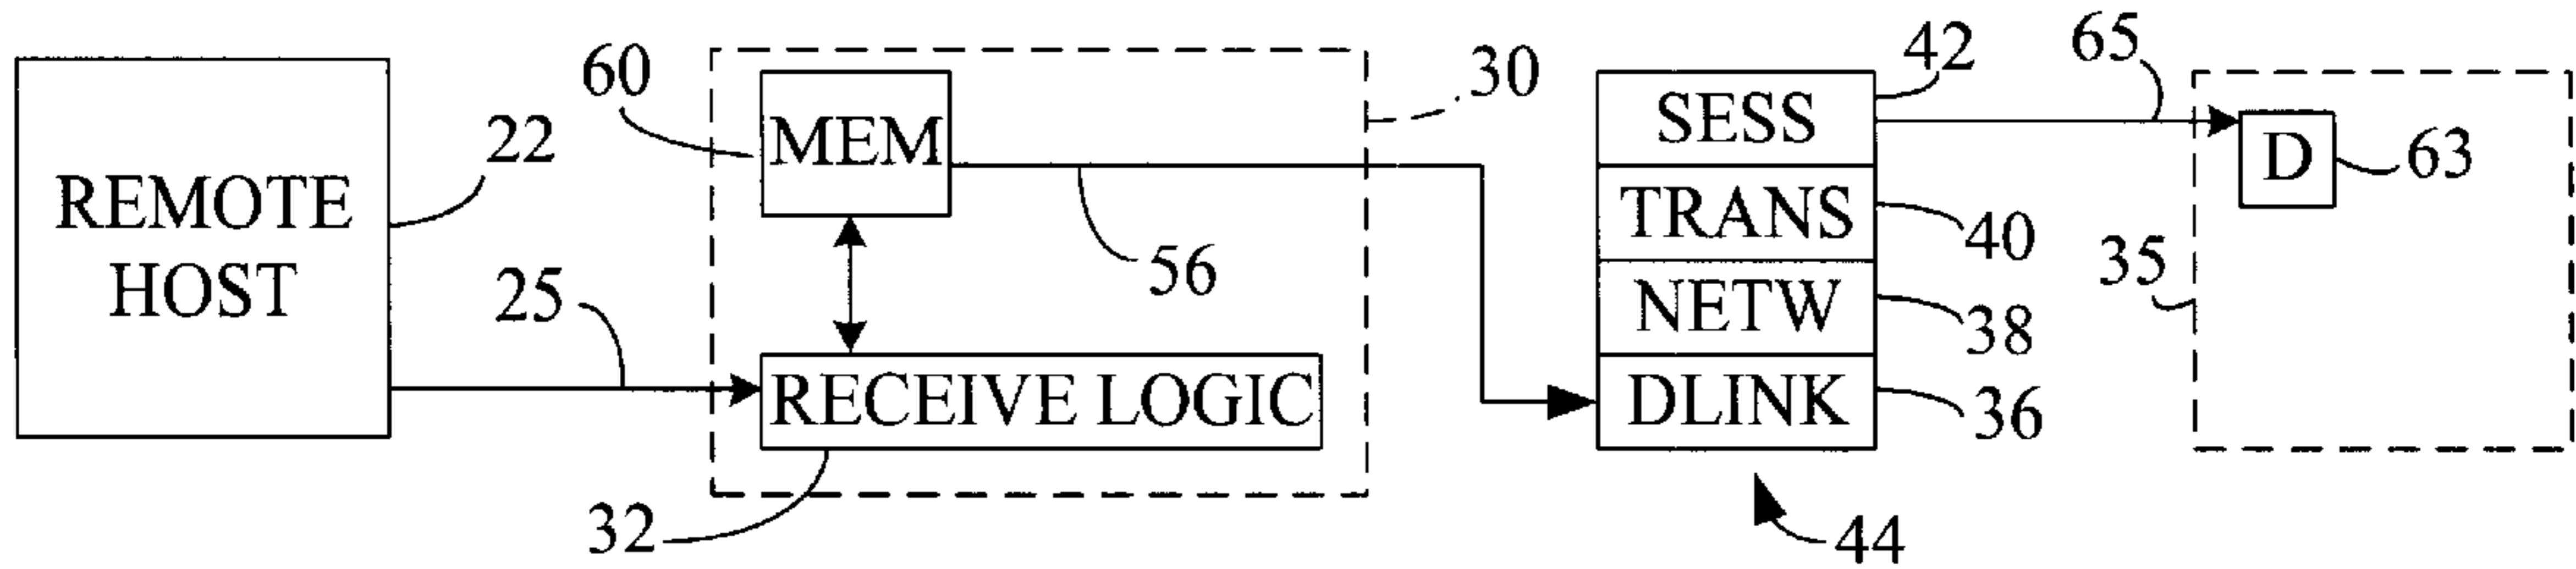 REMOTE
HOST
22
25
60
MEM
30
56
RECEIVE LOGIC
32
SESS
42
TRANS
40
NETW
38
DLINK
36
44
65
D
63
35